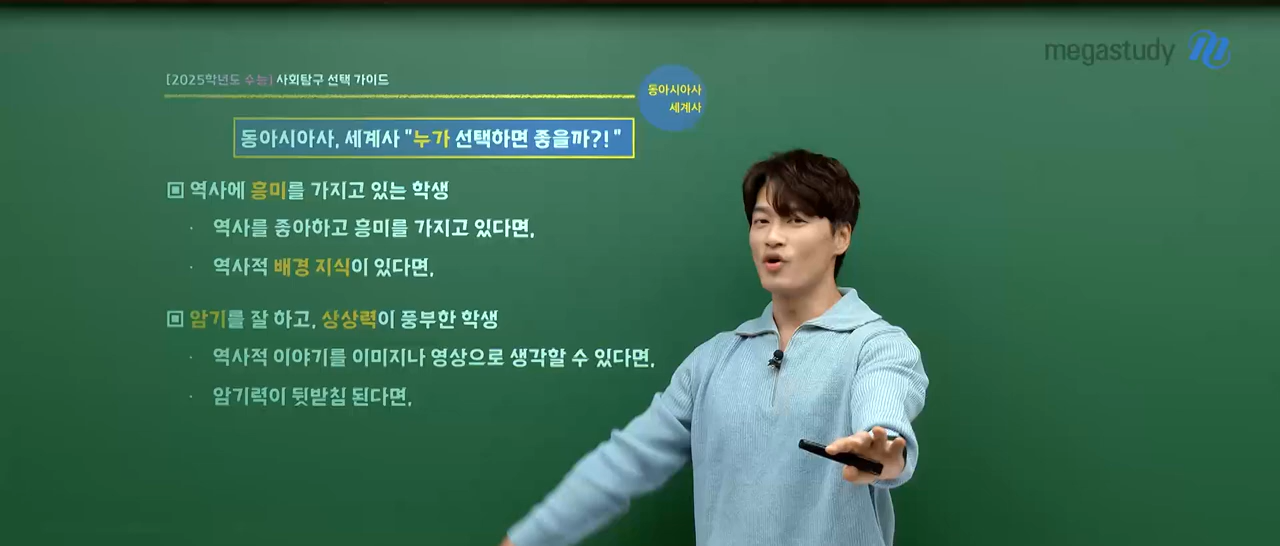 megastudy
[2025학년도 수능] 사회탐구 선택 가이드
동아시아사
세계사
동아시아사, 세계사 "누가 선택하면 좋을까?!"
▣ 역사에 흥미를 가지고 있는 학생
· 역사를 좋아하고 흥미를 가지고 있다면,
· 역사적 배경 지식이 있다면,
▣ 암기를 잘 하고, 상상력이 풍부한 학생
· 역사적 이야기를 이미지나 영상으로 생각할 수 있다면,
· 암기력이 뒷받침 된다면,